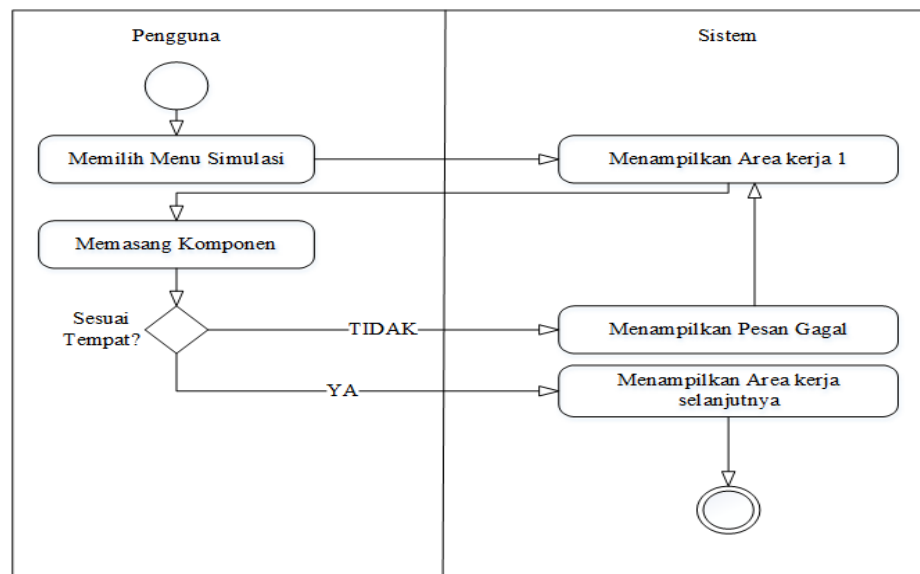 Pengguna
Sistem
Memilih Menu Simulasi
Menampilkan Area kerja 1
Memasang Komponen
Sesuai
Tempat?
TIDAK
Menampilkan Pesan Gagal
YA
Menampilkan Area kerja
selanjutnya